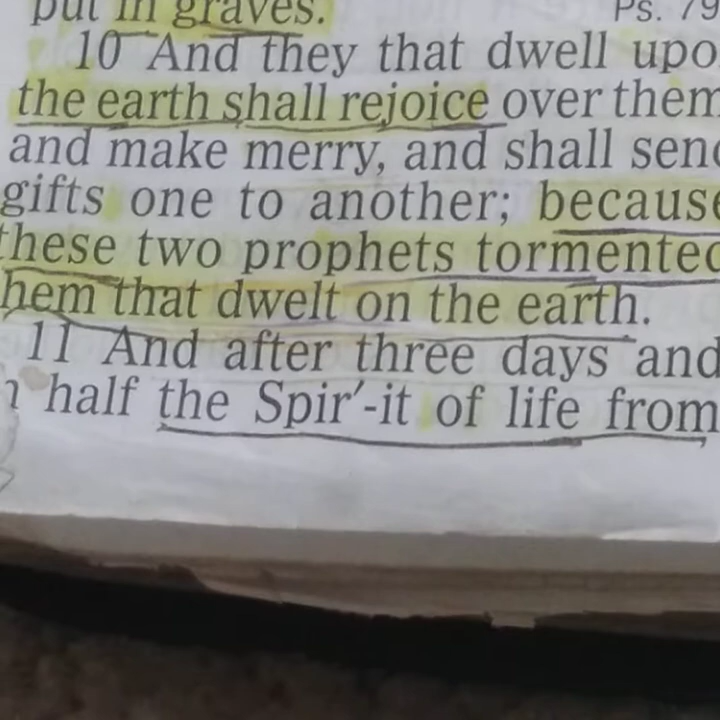 put in graves. Ps. 79
10 And they that dwell upo
the earth shall rejoice over them
and make merry, and shall send
gifts one to another; because
these two prophets tormented
hem that dwelt on the earth.
11 And after three days and
half the Spir′-it of life from